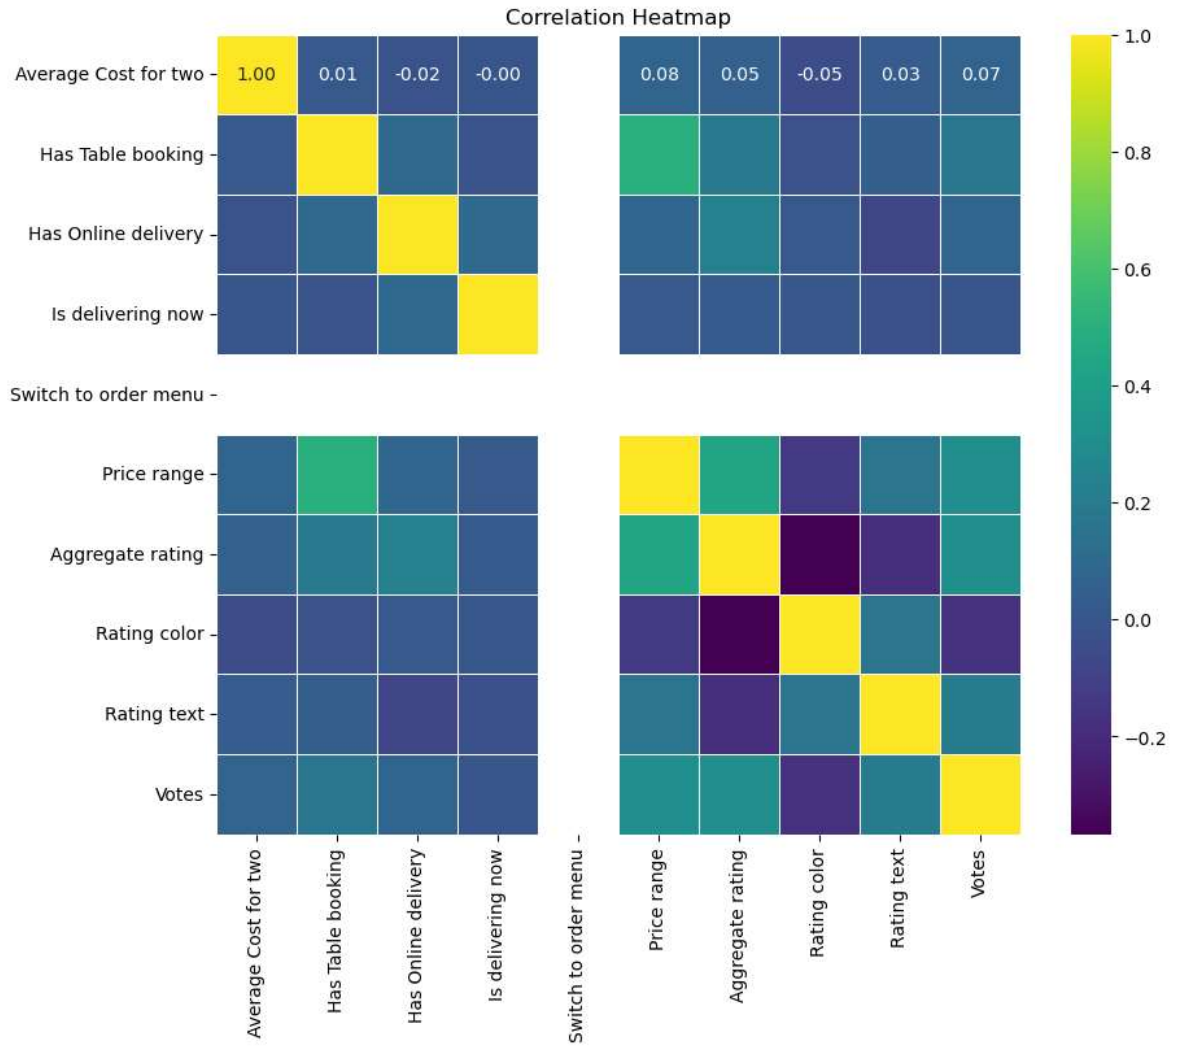 Correlation Heatmap
Average Cost for two
1.00 0.01 -0.02 -0.00 0.08 0.05 -0.05 0.03 0.07
Has Table booking
Has Online delivery
Is delivering now
Switch to order menu
Price range
Aggregate rating
Rating color
Rating text
Votes
Average Cost for two
Has Table booking
Has Online delivery
Is delivering now
Switch to order menu
Price range
Aggregate rating
Rating color
Rating text
Votes
1.0
0.8
0.6
0.4
0.2
0.0
−0.2